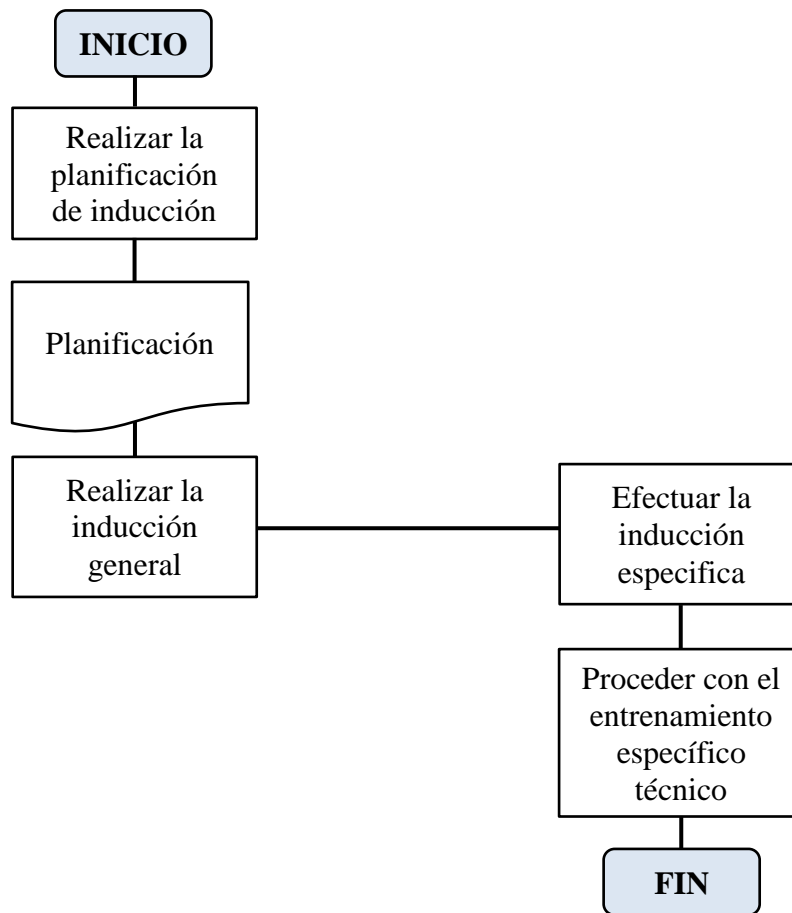 INICIO
Realizar la
planificación
de inducción
Planificación
Realizar la
inducción
general
Efectuar la
inducción
especifica
Proceder con el
entrenamiento
específico
técnico
FIN